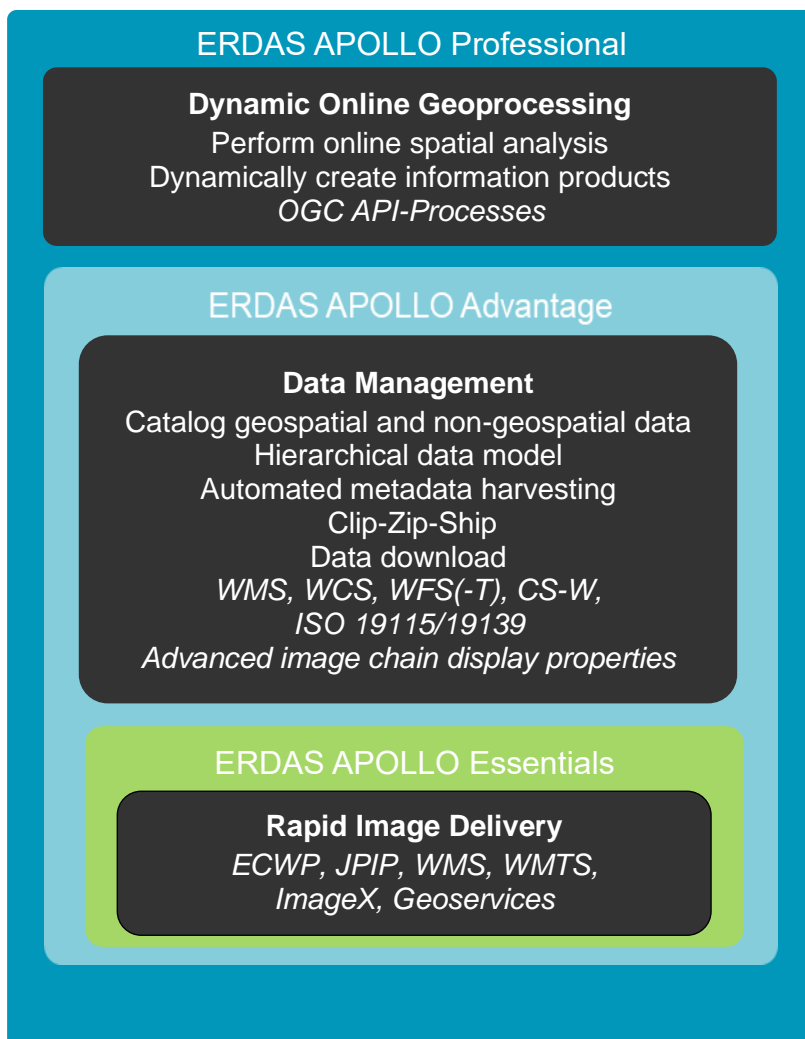 ERDAS APOLLO Professional
Dynamic Online Geoprocessing
Perform online spatial analysis
Dynamically create information products
OGC API-Processes
ERDAS APOLLO Advantage
Data Management
Catalog geospatial and non-geospatial data
Hierarchical data model
Automated metadata harvesting
Clip-Zip-Ship
Data download
WMS, WCS, WFS(-T), CS-W,
ISO 19115/19139
Advanced image chain display properties
ERDAS APOLLO Essentials
Rapid Image Delivery
ECWP, JPIP, WMS, WMTS,
ImageX, Geoservices